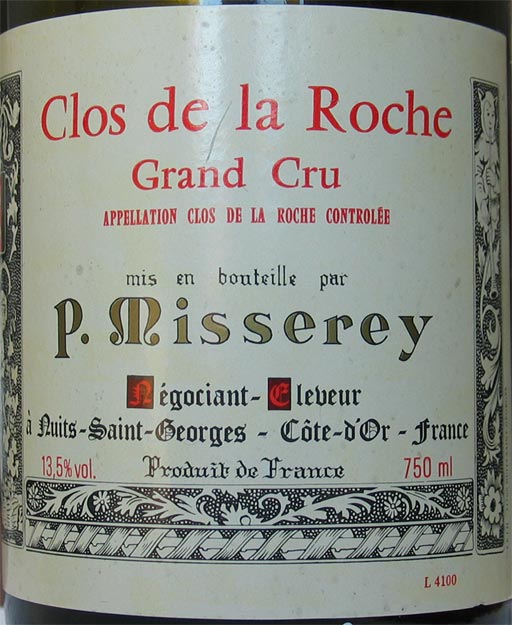 Clos de la Roche
Grand Cru
APPELLATION CLOS DE LA ROCHE CONTROLÉE
mis en bouteille par
P. Misserey
Négociant-Eleveur
à Nuits-Saint-Georges - Côte-d'Or - France
13,5% vol. Produit de France 750 ml
L 4100